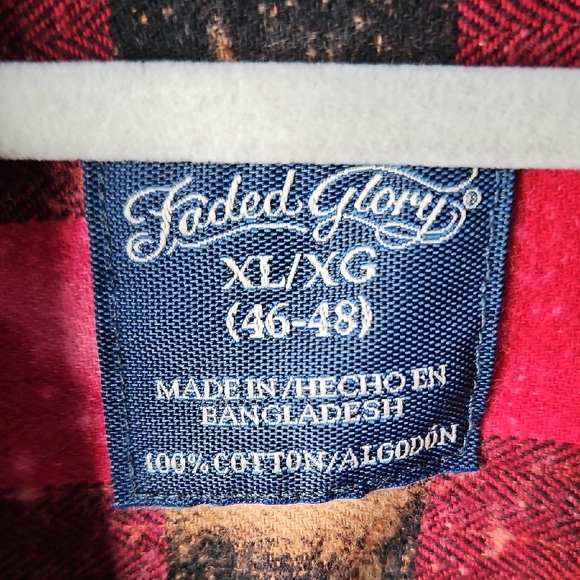 Faded Glory®
XL/XG
(46-48)
MADE IN/HECHO EN
BANGLADESH
100% COTTON/ALGODÓN